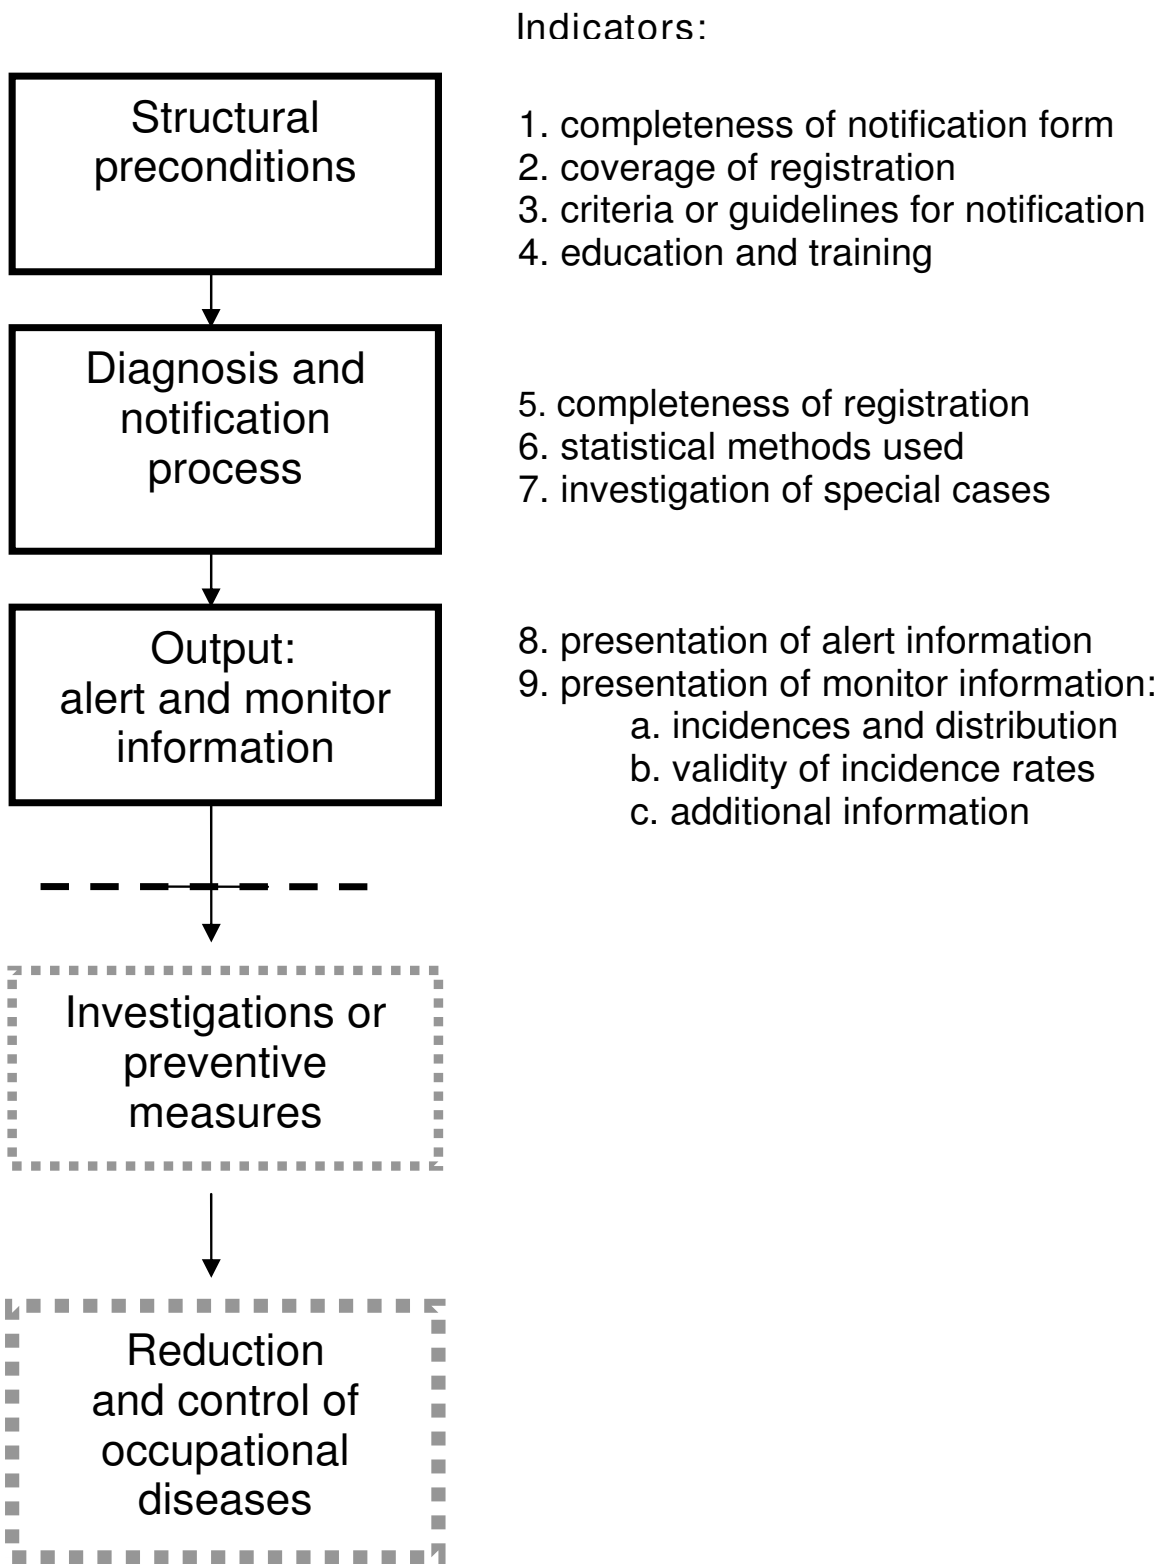 Indicators:
Structural
preconditions
1. completeness of notification form
2. coverage of registration
3. criteria or guidelines for notification
4. education and training
Diagnosis and
notification
process
5. completeness of registration
6. statistical methods used
7. investigation of special cases
Output:
alert and monitor
information
8. presentation of alert information
9. presentation of monitor information:
a. incidences and distribution
b. validity of incidence rates
c. additional information
Investigations or
preventive
measures
Reduction
and control of
occupational
diseases